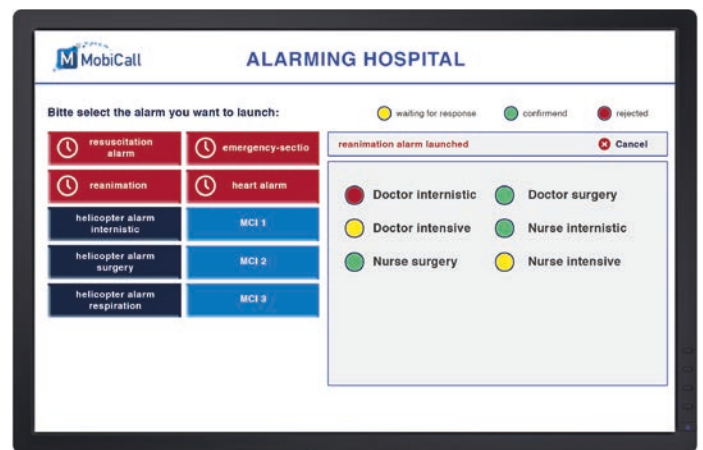 M MobiCall
ALARMING HOSPITAL
Bitte select the alarm you want to launch:
waiting for response
confirmend
rejected
resuscitation
alarm
emergency-sectio
reanimation
heart alarm
helicopter alarm
internistic
MCI 1
helicopter alarm
surgery
MCI 2
helicopter alarm
respiration
MCI 3
reanimation alarm launched
Cancel
Doctor internistic
Doctor surgery
Doctor intensive
Nurse internistic
Nurse surgery
Nurse intensive